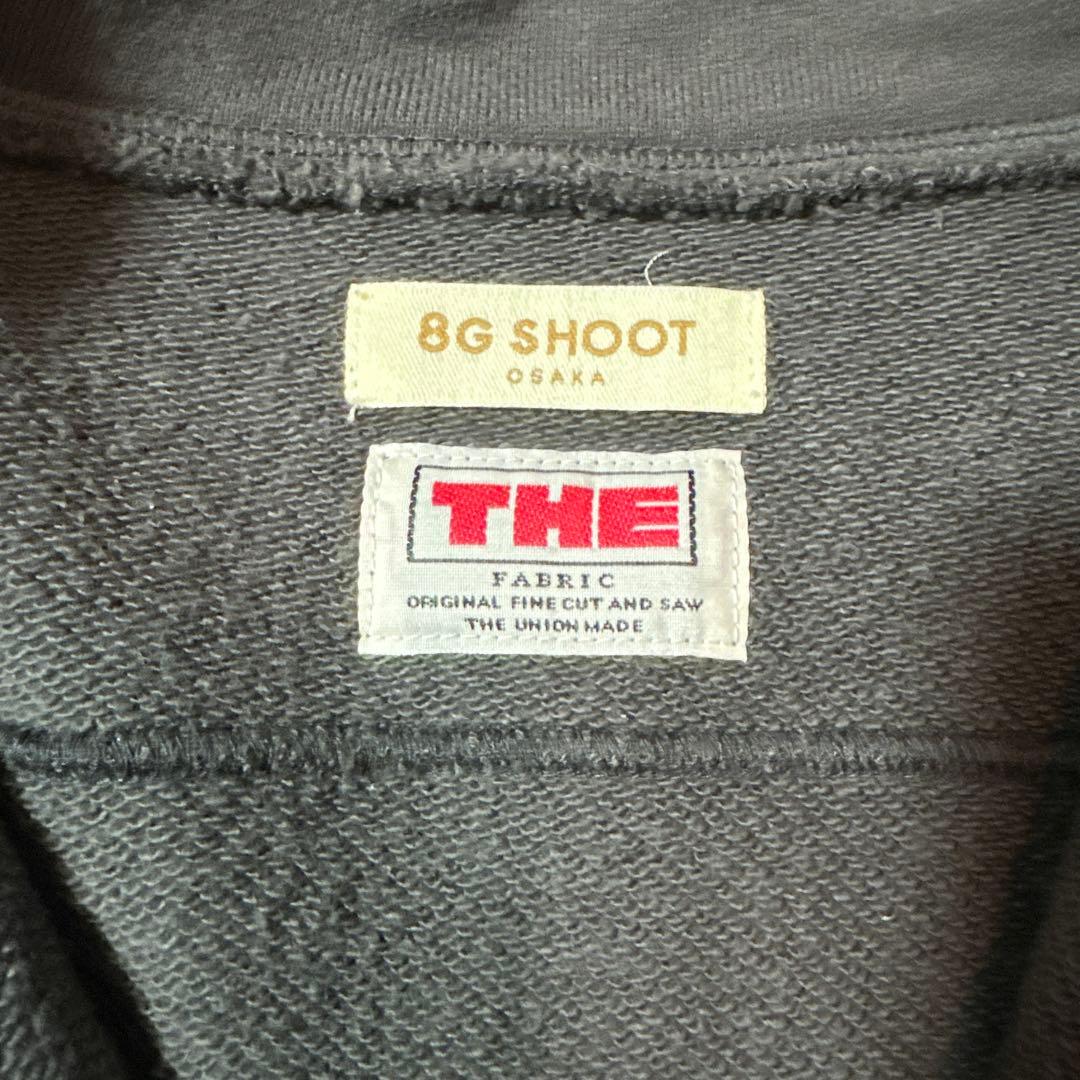 8G SHOOT
OSAKA
THE
FABRIC
ORIGINAL FINE CUT AND SAW
THE UNION MADE